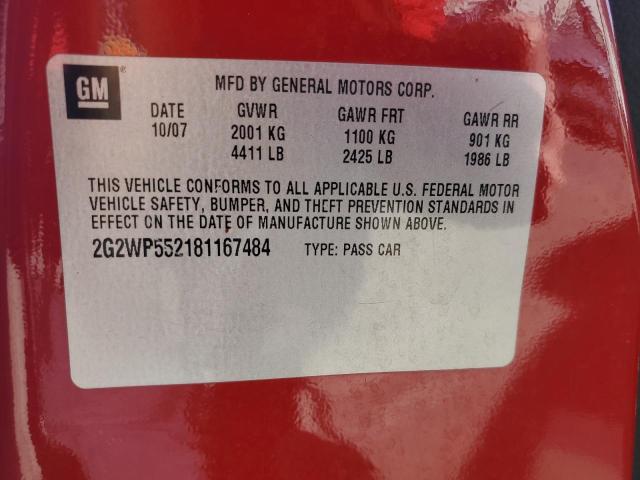 GM
MFD BY GENERAL MOTORS CORP.
DATE GVWR GAWR FRT GAWR RR
10/07 2001 KG 1100 KG 901 KG
4411 LB 2425 LB 1986 LB
THIS VEHICLE CONFORMS TO ALL APPLICABLE U.S. FEDERAL MOTOR
VEHICLE SAFETY, BUMPER, AND THEFT PREVENTION STANDARDS IN
EFFECT ON THE DATE OF MANUFACTURE SHOWN ABOVE.
2G2WP552181167484 TYPE: PASS CAR